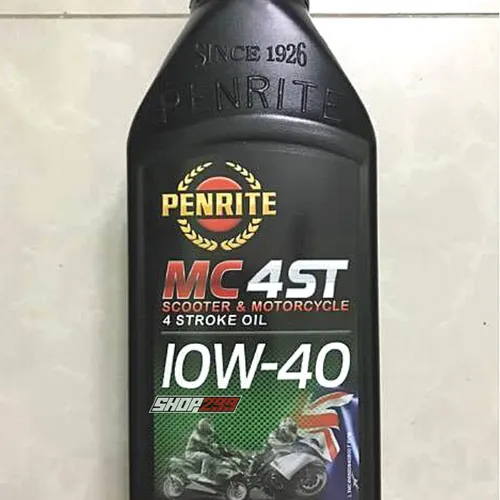 SINCE 1926
PENRITE
PENRITE
MC 4ST
SCOOTER & MOTORCYCLE
4 STROKE OIL
10W-40
SHOP299